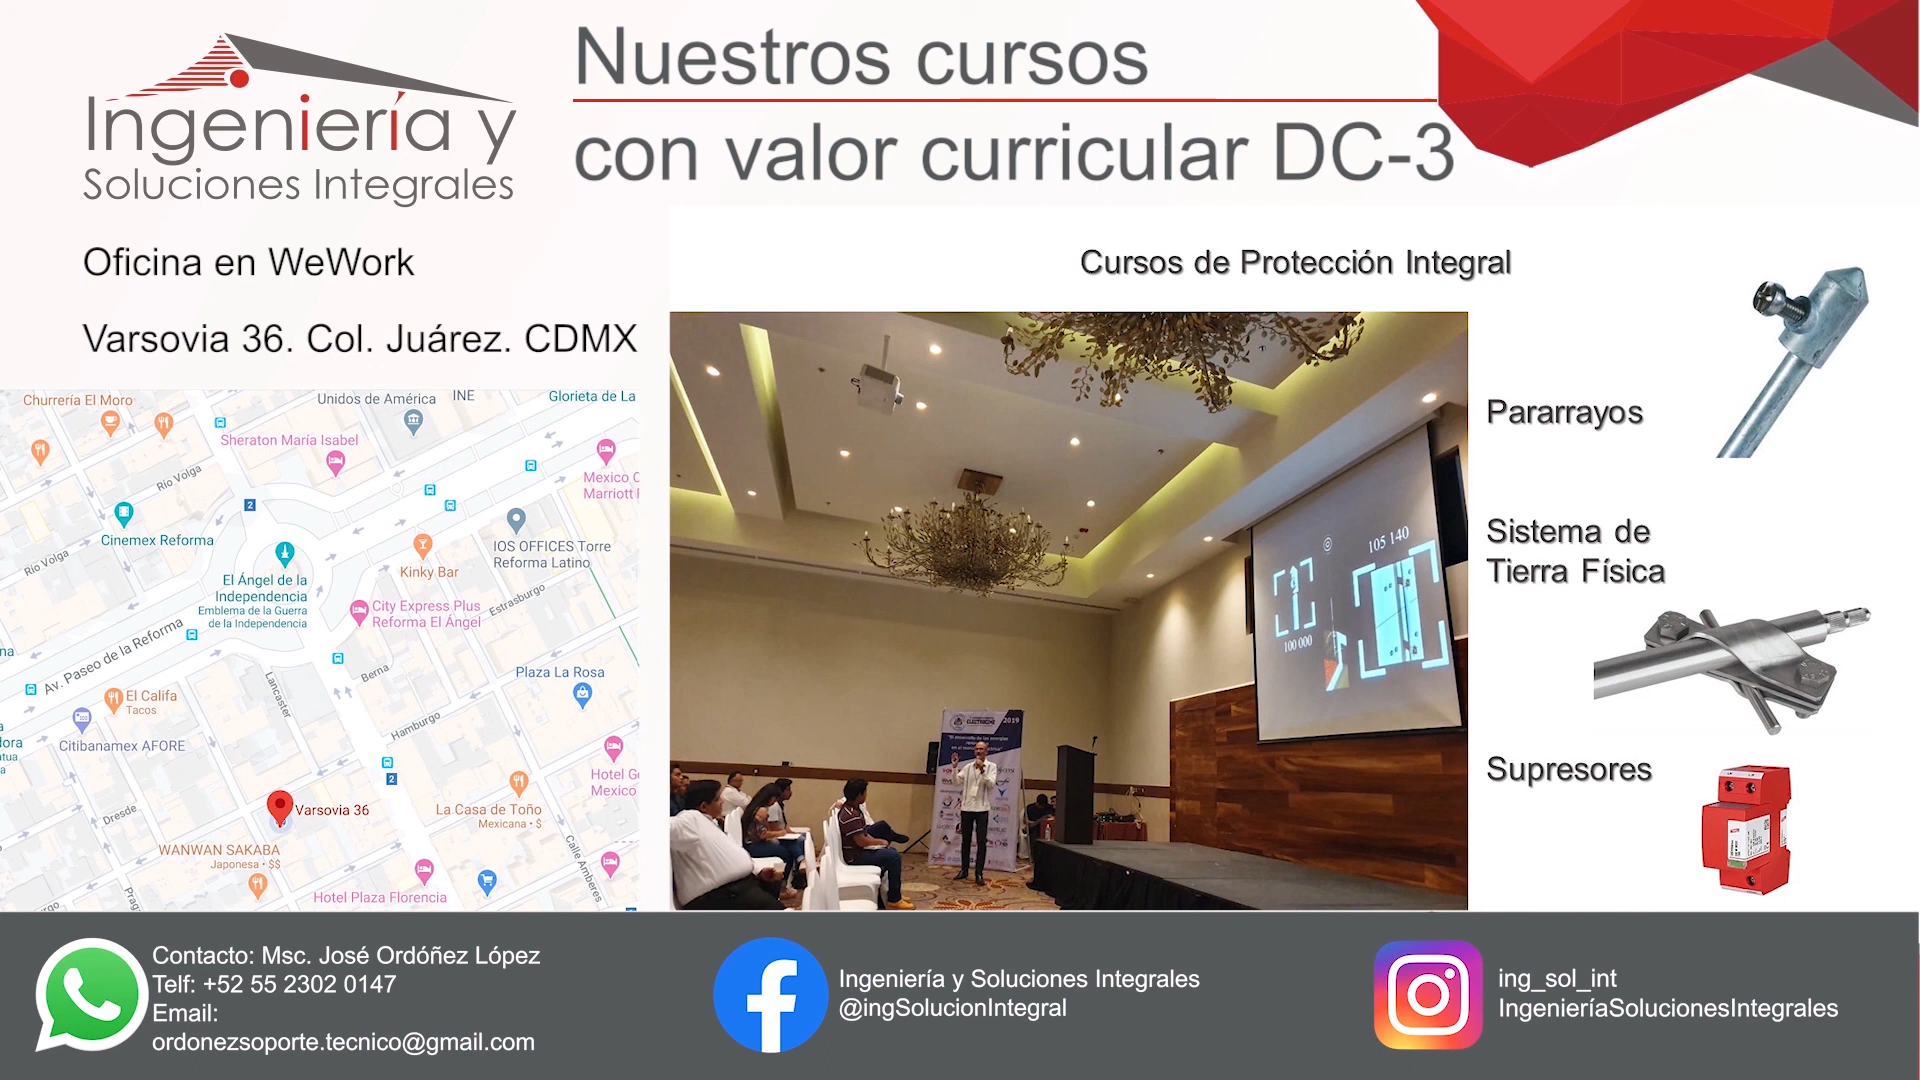 Ingeniería y
Soluciones Integrales
Nuestros cursos
con valor curricular DC-3
Oficina en WeWork
Varsovia 36. Col. Juárez. CDMX
Cursos de Protección Integral
Pararrayos
Sistema de
Tierra Física
Supresores
Churrería El Moro
Unidos de América
INE
Glorieta de La
Sheraton María Isabel
Río Volga
Mexico C
Marriott
2
Cinemex Reforma
IOS OFFICES Torre
Reforma Latino
Río Volga
Kinky Bar
El Ángel de la
Independencia
Emblema de la Guerra
de la Independencia
City Express Plus
Reforma El Ángel
Estrasburgo
Av. Paseo de la Reforma
Lancaster
Berna
Plaza La Rosa
El Califa
Tacos
Hamburgo
Citibanamex AFORE
2
Hotel G
Mexico
Varsovia 36
Dresde
La Casa de Toño
Mexicana • $
WANWAN SAKABA
Japonesa • $$
Calle Amberes
Hotel Plaza Florencia
105 140
100 000
2019
Contacto: Msc. José Ordóñez López
Telf: +52 55 2302 0147
Email:
ordonezsoporte.tecnico@gmail.com
Ingeniería y Soluciones Integrales
@ingSolucionIntegral
ing_sol_int
IngenieríaSolucionesIntegrales